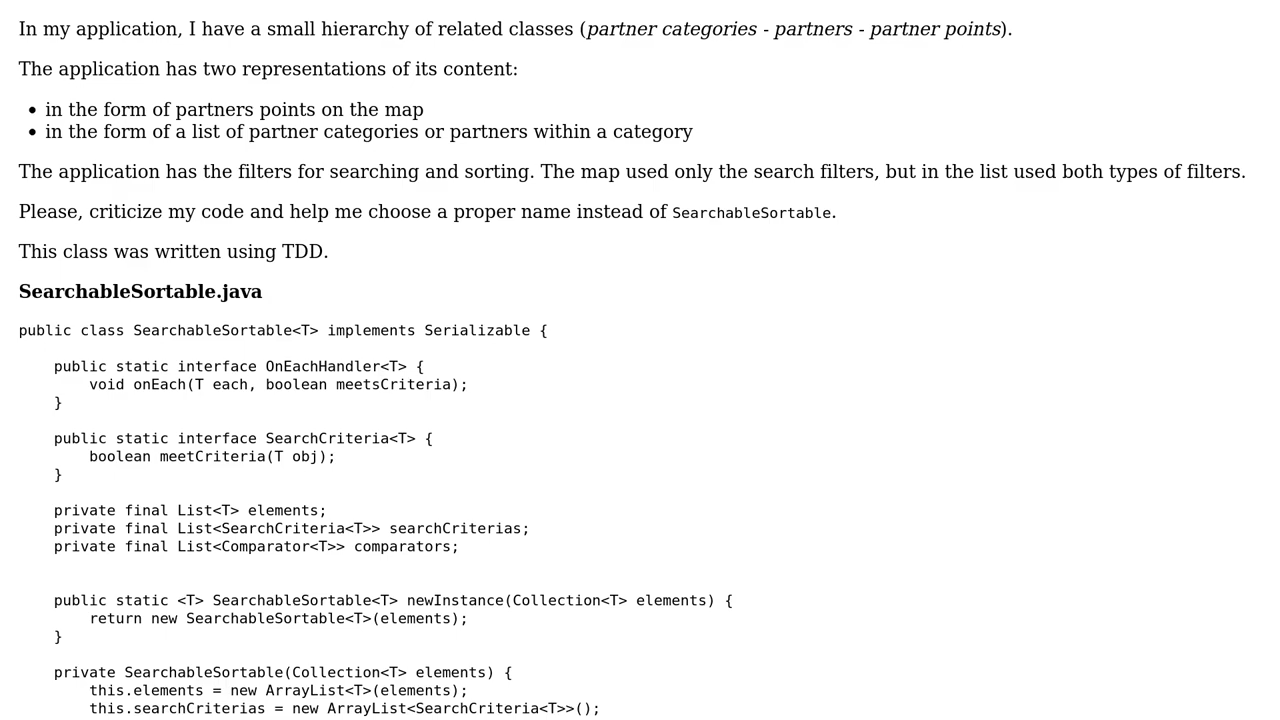 In my application, I have a small hierarchy of related classes (partner categories - partners - partner points).
The application has two representations of its content:
• in the form of partners points on the map
• in the form of a list of partner categories or partners within a category
The application has the filters for searching and sorting. The map used only the search filters, but in the list used both types of filters.
Please, criticize my code and help me choose a proper name instead of SearchableSortable.
This class was written using TDD.
SearchableSortable.java
public class SearchableSortable<T> implements Serializable {
    public static interface OnEachHandler<T> {
        void onEach(T each, boolean meetsCriteria);
    }
    public static interface SearchCriteria<T> {
        boolean meetCriteria(T obj);
    }
    private final List<T> elements;
    private final List<SearchCriteria<T>> searchCriterias;
    private final List<Comparator<T>> comparators;
    public static <T> SearchableSortable<T> newInstance(Collection<T> elements) {
        return new SearchableSortable<T>(elements);
    }
    private SearchableSortable(Collection<T> elements) {
        this.elements = new ArrayList<T>(elements);
        this.searchCriterias = new ArrayList<SearchCriteria<T>>();